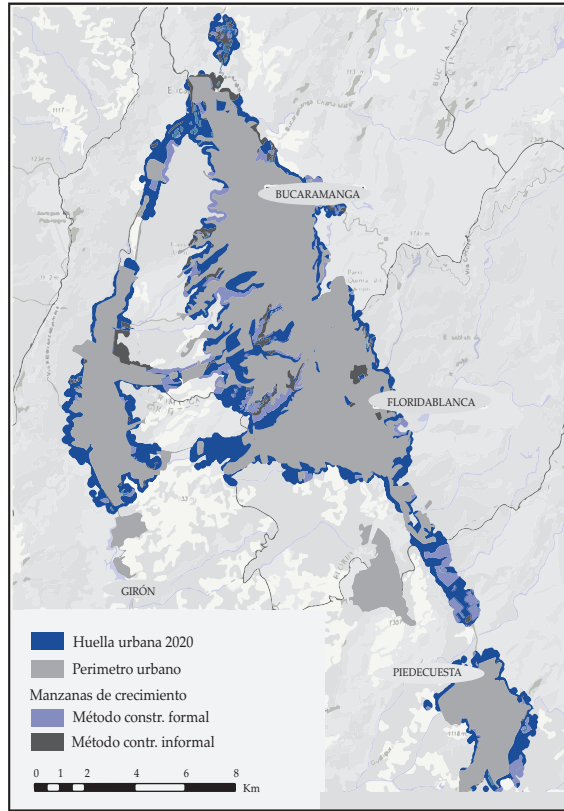 BUCARAMANGA
FLORIDABLANCA
GIRÓN
PIEDECUESTA
Huella urbana 2020
Perimetro urbano
Manzanas de crecimiento
Método constr. formal
Método contr. informal
0 1 2 4 6 8
Km